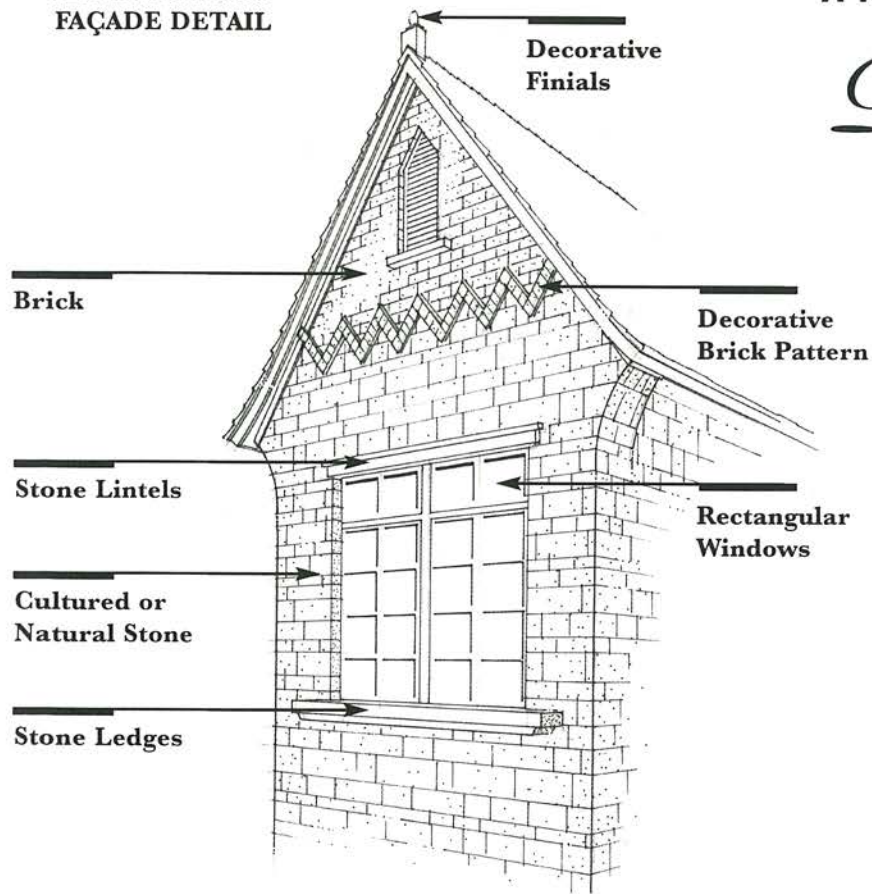 FAÇADE DETAIL
Decorative
Finials
Brick
Decorative
Brick Pattern
Stone Lintels
Rectangular
Windows
Cultured or
Natural Stone
Stone Ledges